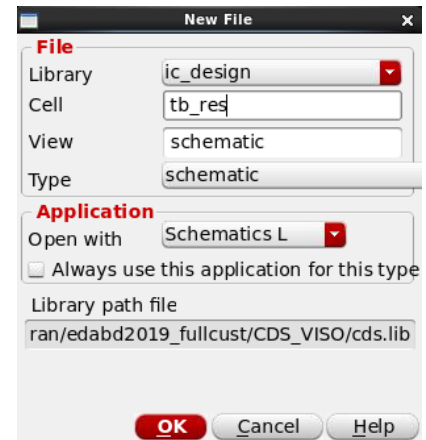 New File
File
Library ic_design
Cell tb_res
View schematic
Type schematic
Application
Open with Schematics L
Always use this application for this type
Library path file
ran/edabd2019_fullcust/CDS_VISO/cds.lib
OK Cancel Help